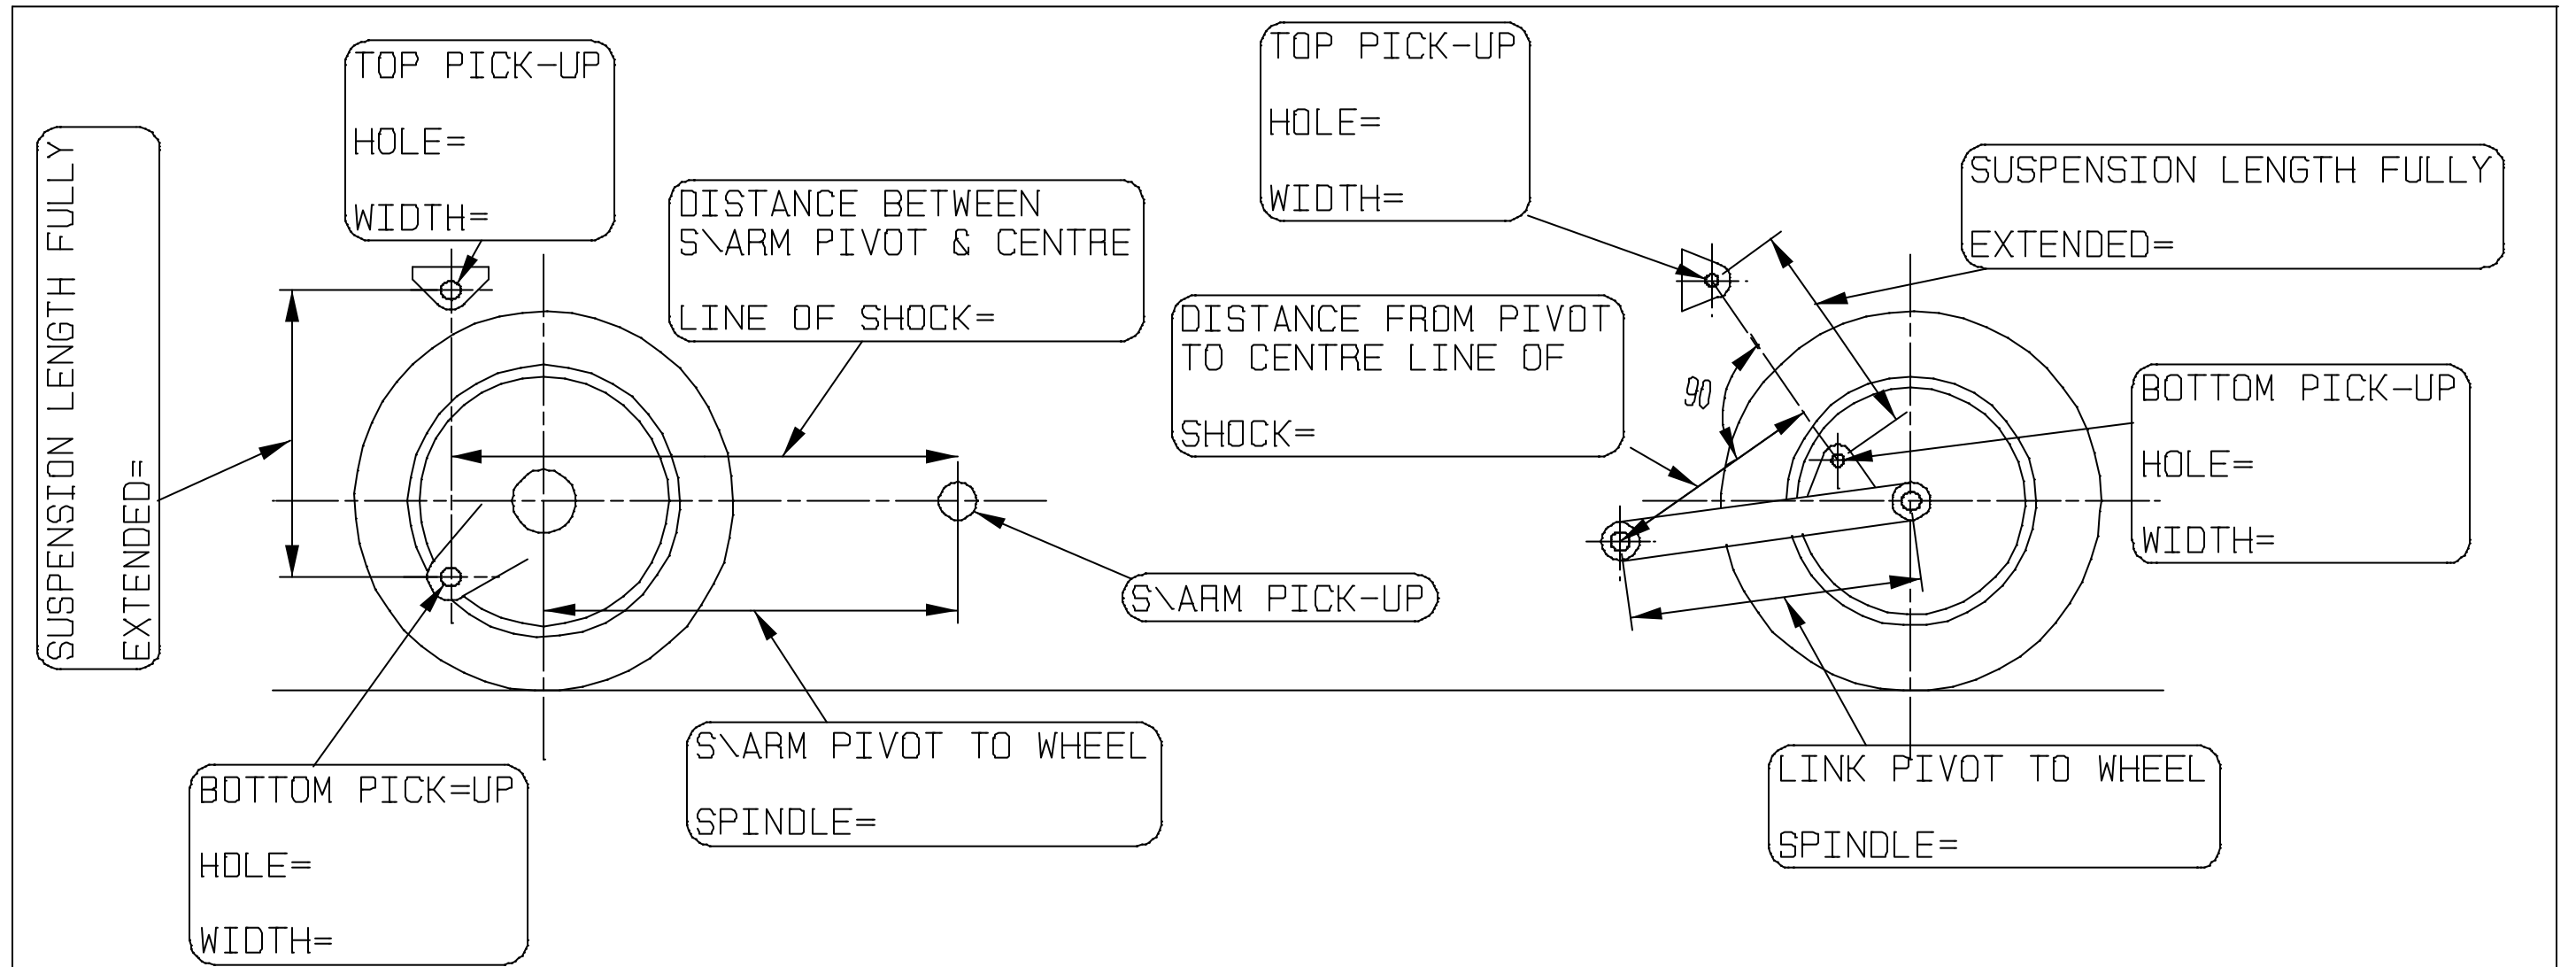 TOP PICK-UP
HOLE=
WIDTH=
SUSPENSION LENGTH FULLY
EXTENDED=
DISTANCE BETWEEN
S\ARM PIVOT & CENTRE
LINE OF SHOCK=
S\ARM PICK-UP
S\ARM PIVOT TO WHEEL
SPINDLE=
BOTTOM PICK=UP
HOLE=
WIDTH=
TOP PICK-UP
HOLE=
WIDTH=
SUSPENSION LENGTH FULLY
EXTENDED=
DISTANCE FROM PIVOT
TO CENTRE LINE OF
SHOCK=
90
BOTTOM PICK-UP
HOLE=
WIDTH=
LINK PIVOT TO WHEEL
SPINDLE=